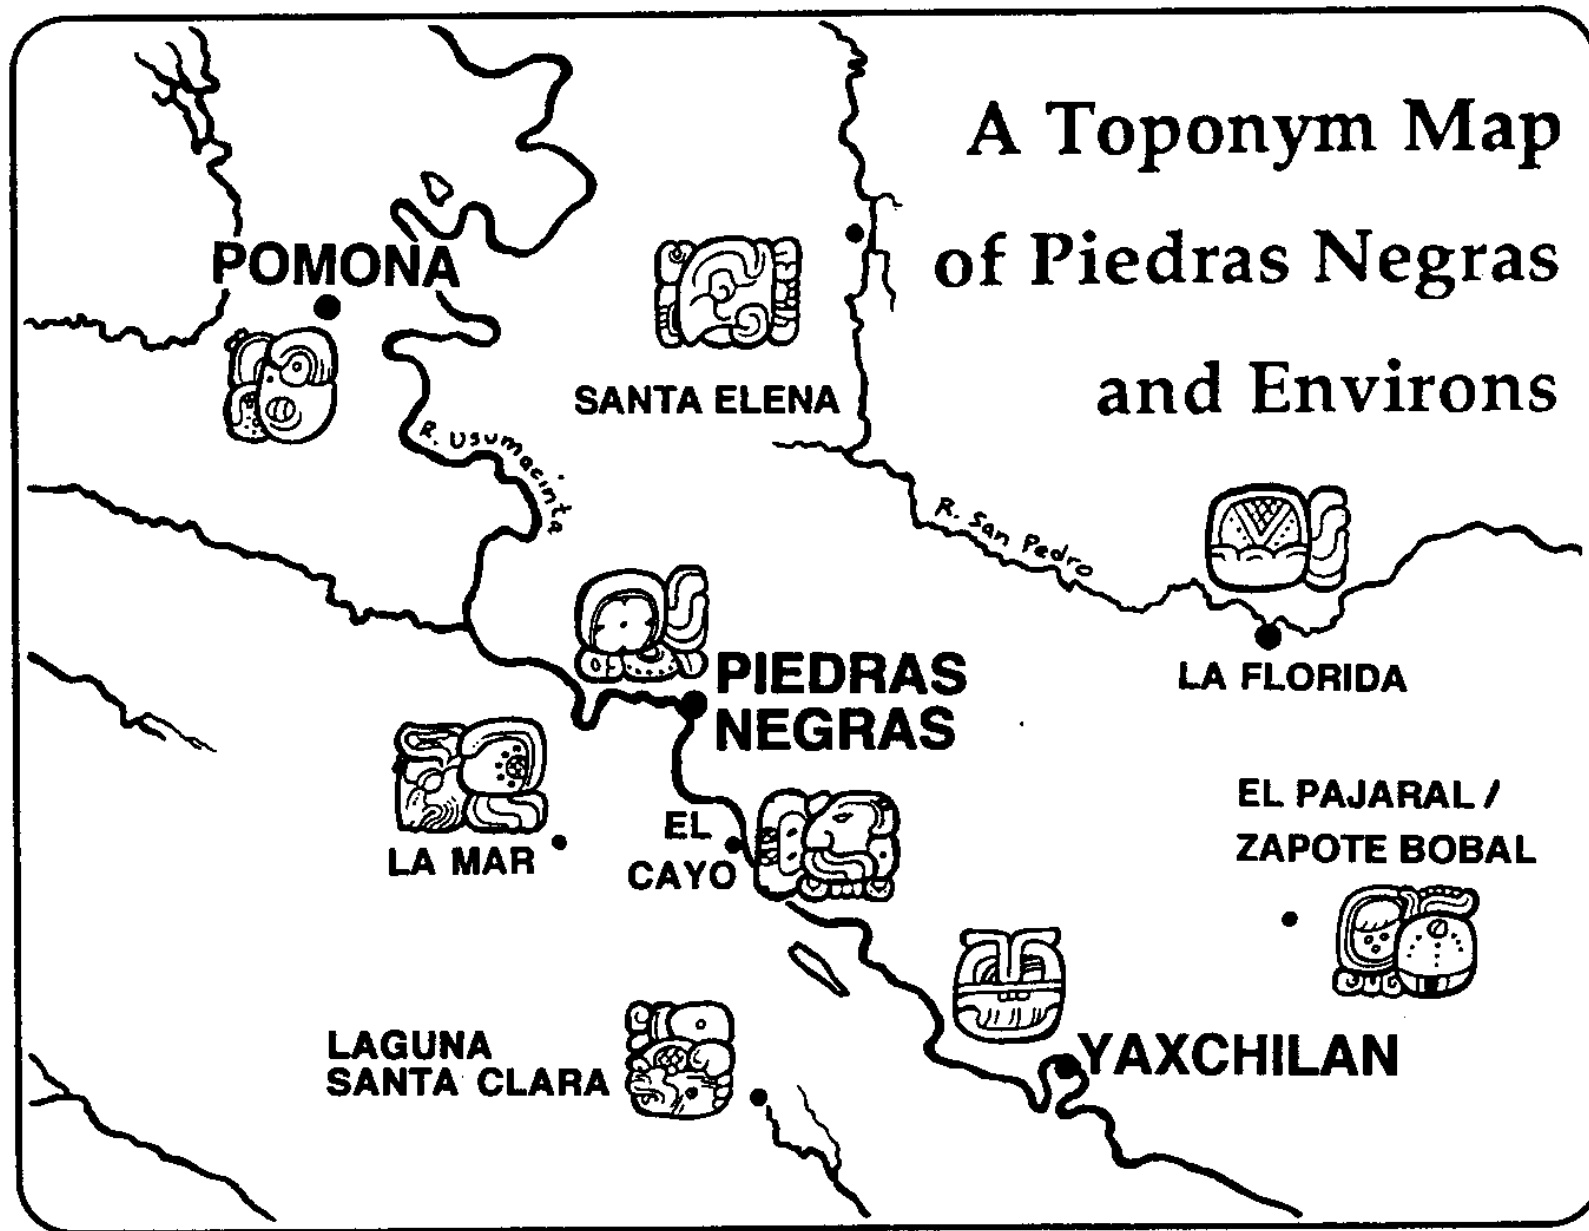 A Toponym Map
of Piedras Negras
and Environs
POMONA
SANTA ELENA
R. Usumacinta
R. San Pedro
LA FLORIDA
PIEDRAS
NEGRAS
LA MAR
EL
CAYO
EL PAJARAL /
ZAPOTE BOBAL
YAXCHILAN
LAGUNA
SANTA CLARA